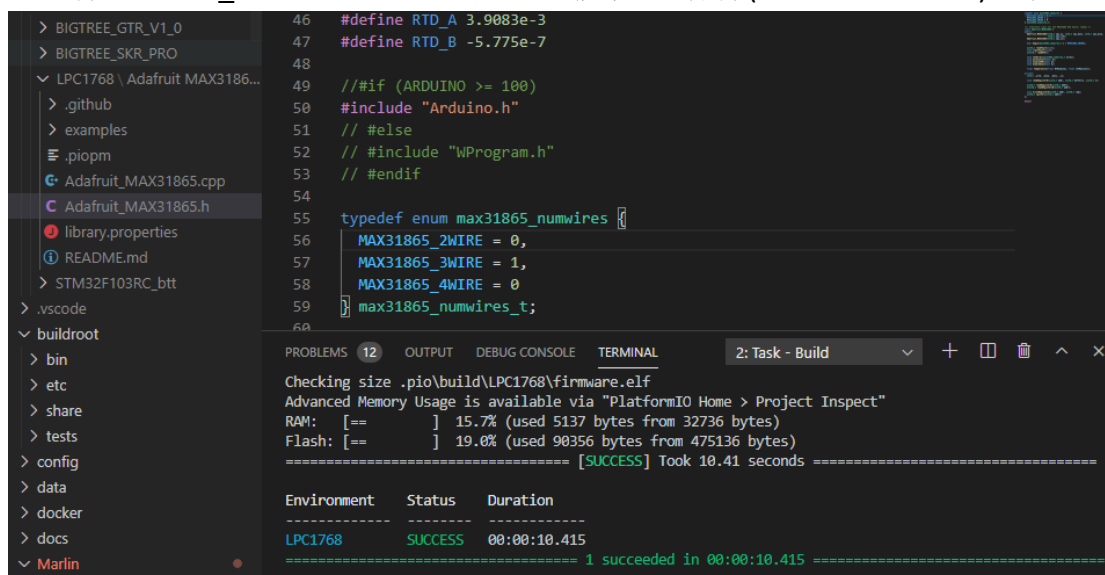 BIGTREE_GTR_V1_0
BIGTREE_SKR_PRO
LPC1768 \ Adafruit MAX3186...
.github
examples
.piopm
Adafruit_MAX31865.cpp
Adafruit_MAX31865.h
library.properties
README.md
STM32F103RC_btt
.vscode
buildroot
bin
etc
share
tests
config
data
docker
docs
Marlin
46 #define RTD_A 3.9083e-3
47 #define RTD_B -5.775e-7
48
49 //#if (ARDUINO >= 100)
50 #include "Arduino.h"
51 // #else
52 // #include "WProgram.h"
53 // #endif
54
55 typedef enum max31865_numwires {
56 MAX31865_2WIRE = 0,
57 MAX31865_3WIRE = 1,
58 MAX31865_4WIRE = 0
59 } max31865_numwires_t;
60
PROBLEMS 12 OUTPUT DEBUG CONSOLE TERMINAL 2: Task - Build
Checking size .pio\build\LPC1768\firmware.elf
Advanced Memory Usage is available via "PlatformIO Home > Project Inspect"
RAM: [== ] 15.7% (used 5137 bytes from 32736 bytes)
Flash: [== ] 19.0% (used 90356 bytes from 475136 bytes)
=================================== [SUCCESS] Took 10.41 seconds ===================================
Environment Status Duration
------------- -------- ------------
LPC1768 SUCCESS 00:00:10.415
==================================== 1 succeeded in 00:00:10.415 ====================================